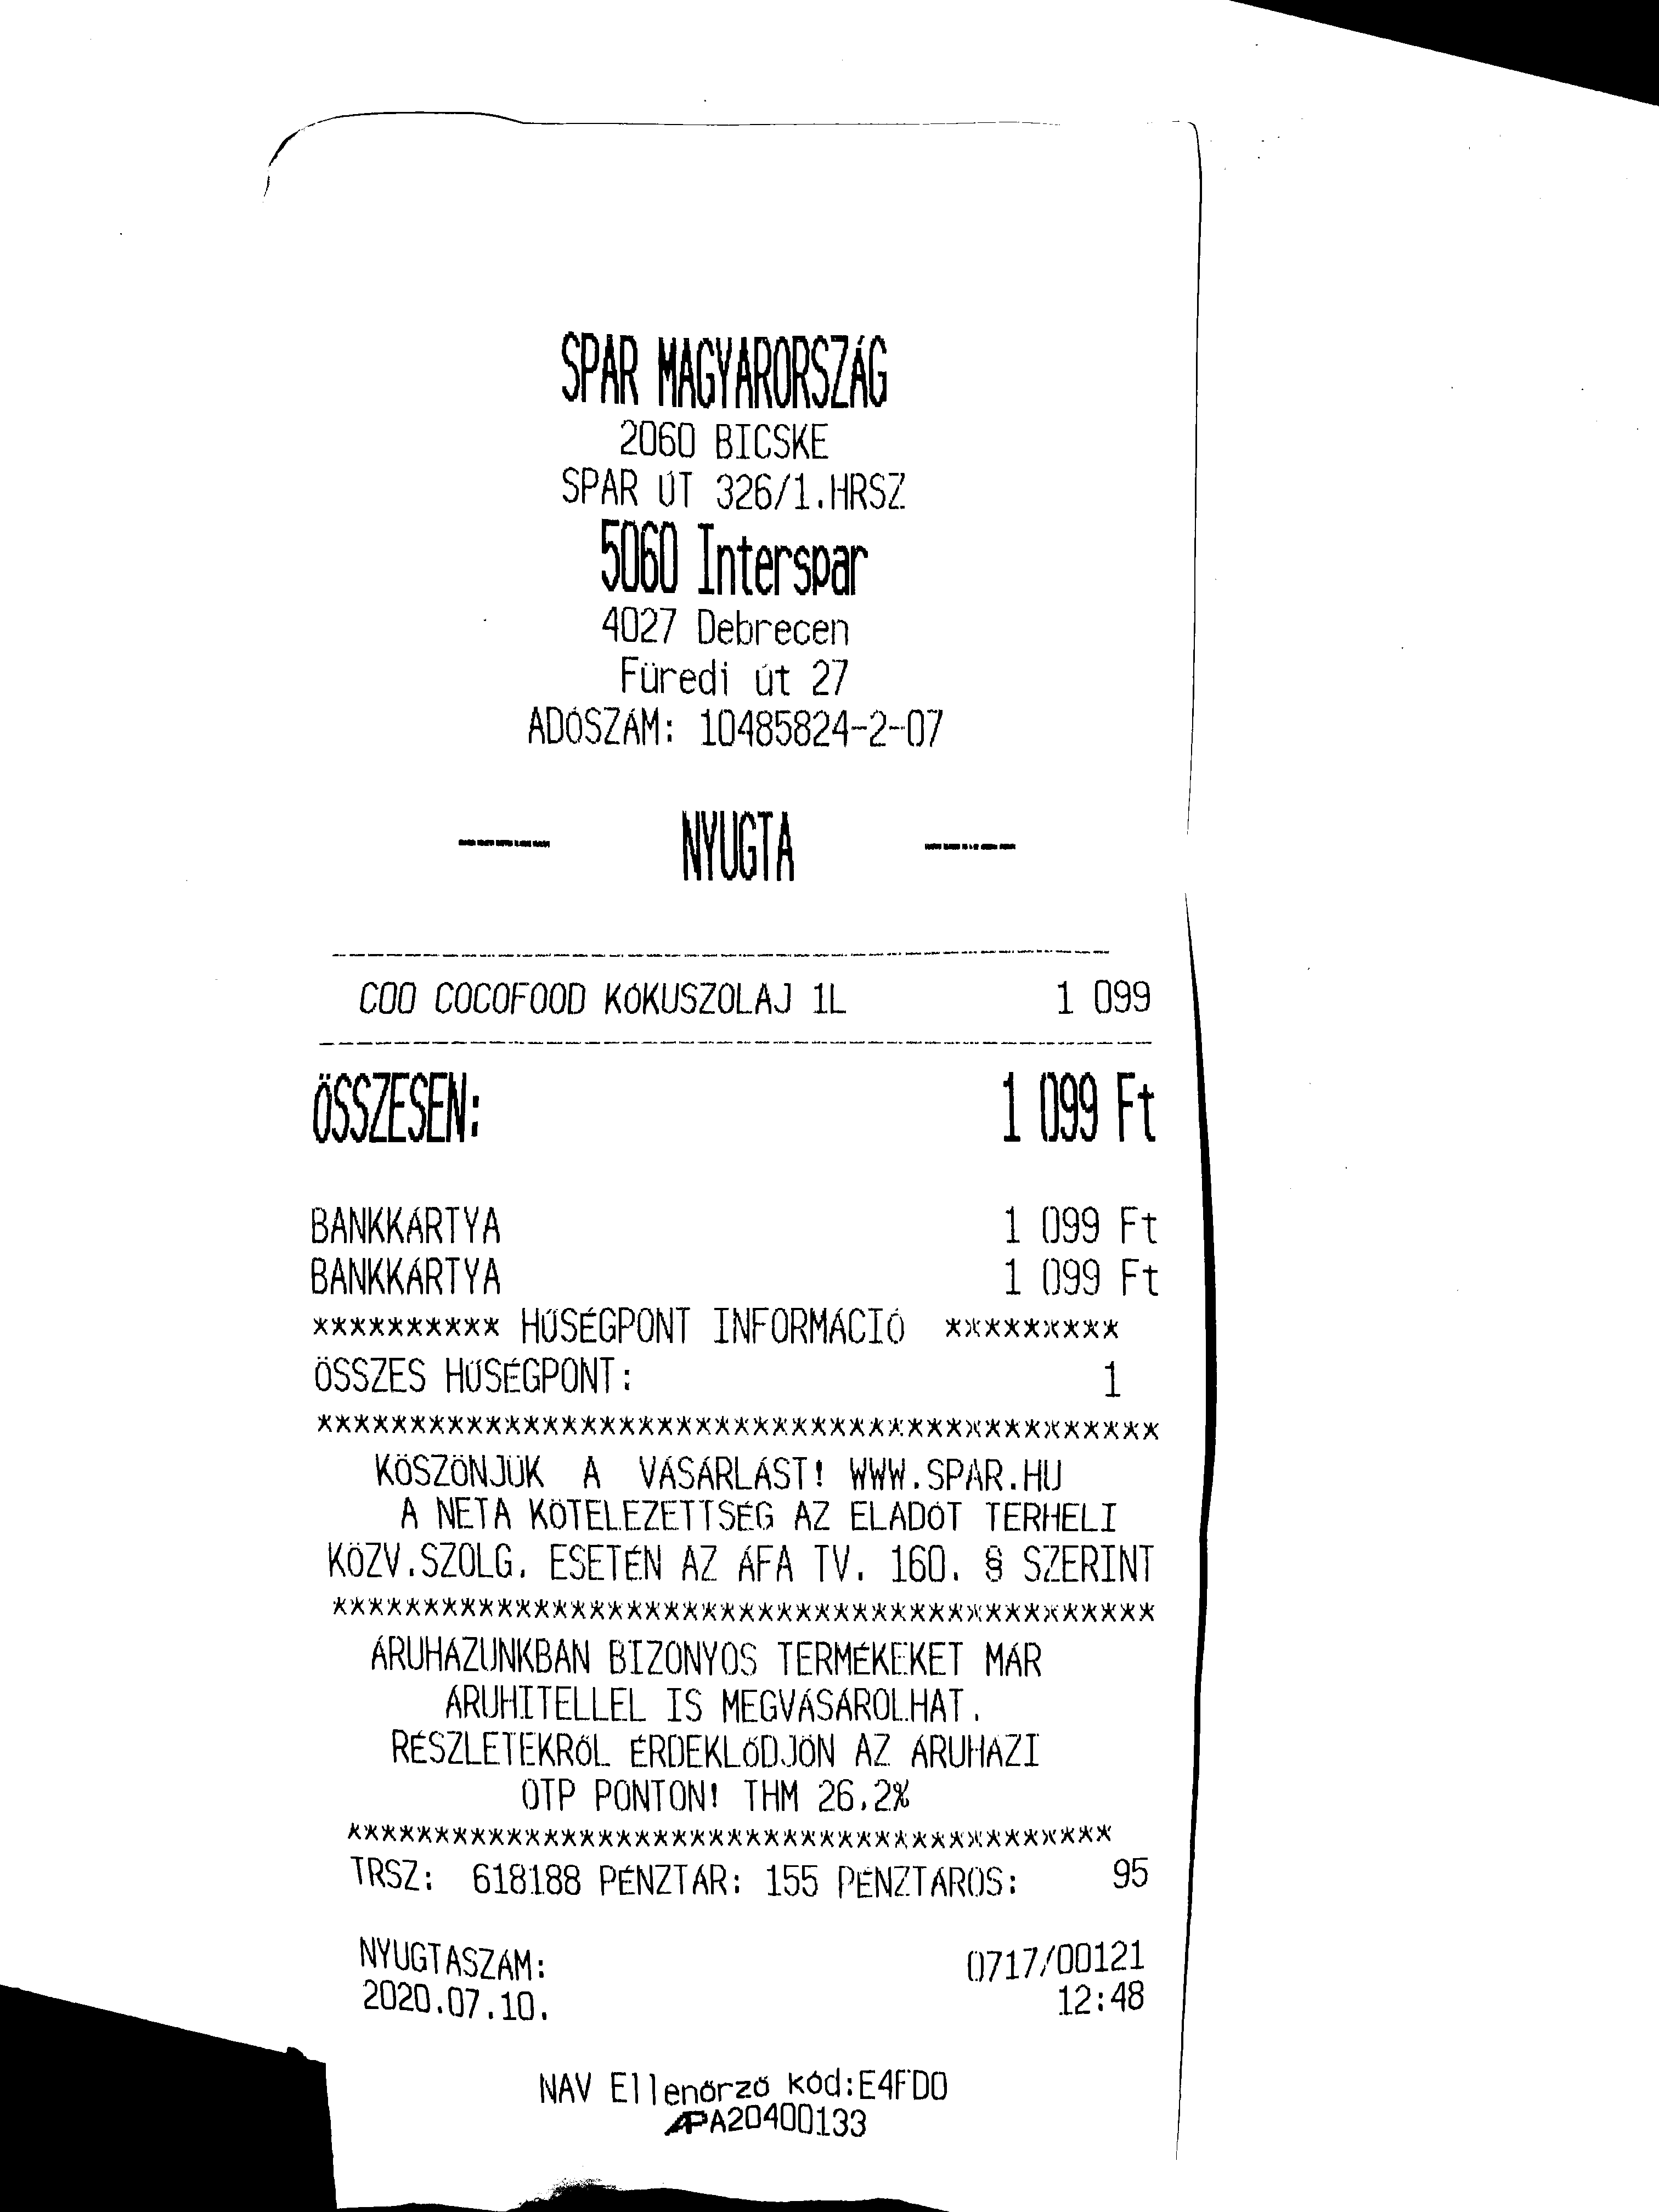 SPAR MAGYARORSZÁG
2060 BICSKE
SPAR ÚT 326/1.HRSZ
5060 Interspar
4027 Debrecen
Füredi út 27
ADÓSZÁM: 10485824-2-07
----- NYUGTA -----
COO COCOFOOD KÓKUSZOLAJ 1L 1 099
ÖSSZESEN: 1 099 Ft
BANKKÁRTYA 1 099 Ft
BANKKÁRTYA 1 099 Ft
********** HŰSÉGPONT INFORMÁCIÓ *********
ÖSSZES HŰSÉGPONT: 1
*********************************************
KÖSZÖNJÜK A VÁSÁRLÁST! WWW.SPAR.HU
A NETA KÖTELEZETTSÉG AZ ELADÓT TERHELI
KÖZV.SZOLG. ESETÉN AZ ÁFA TV. 160. § SZERINT
*********************************************
ÁRUHÁZUNKBAN BIZONYOS TERMÉKEKET MÁR
ÁRUHITELLEL IS MEGVÁSÁROLHAT.
RÉSZLETEKRŐL ÉRDEKLŐDJÖN AZ ÁRUHÁZI
OTP PONTON! THM 26.2%
*********************************************
TRSZ: 618188 PÉNZTÁR: 155 PÉNZTÁROS: 95
NYUGTASZÁM: 0717/00121
2020.07.10. 12:48
NAV Ellenőrző kód:E4FD0
APA20400133